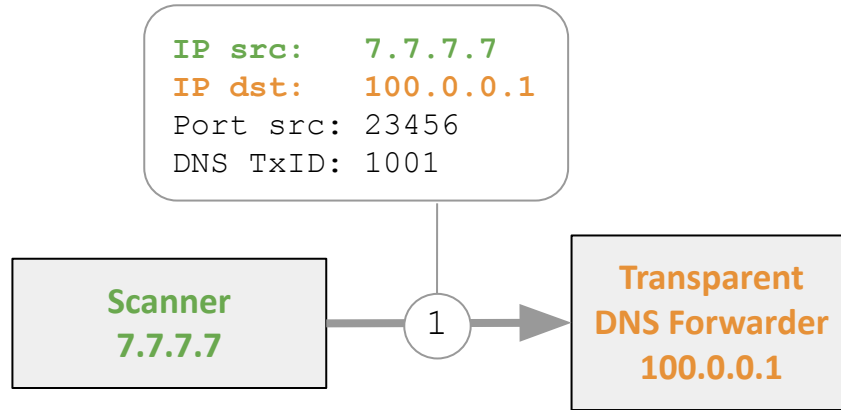 IP src: 7.7.7.7
IP dst: 100.0.0.1
Port src: 23456
DNS TxID: 1001
Scanner
7.7.7.7
1
Transparent
DNS Forwarder
100.0.0.1